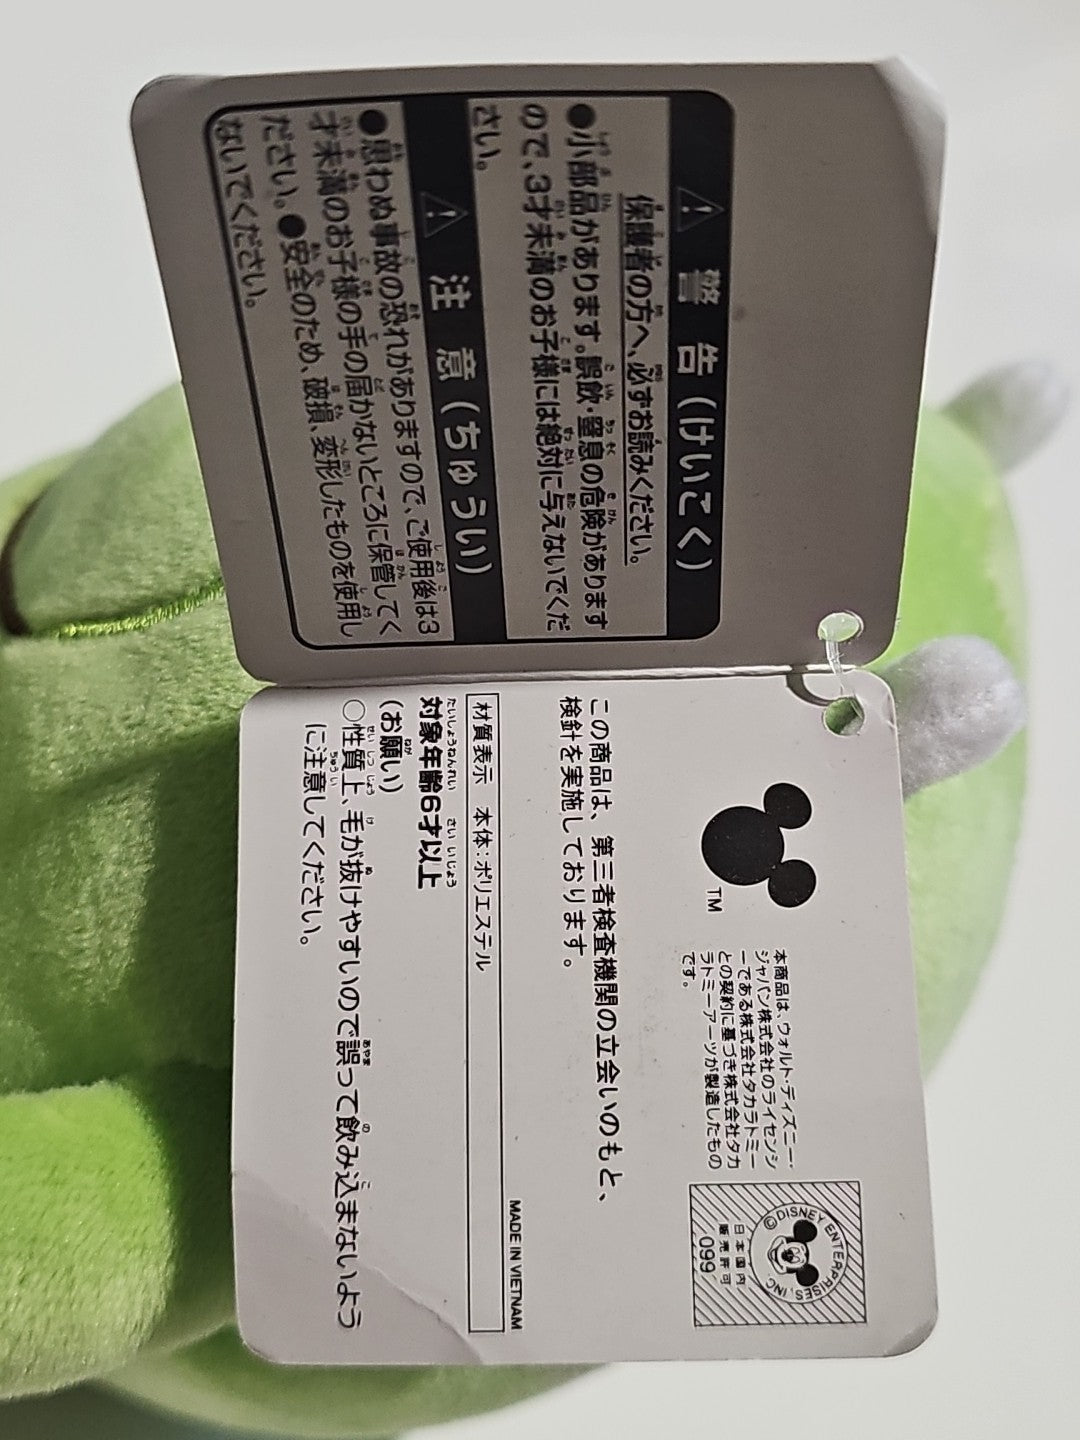 ⚠警告(けいこく)
保護者の方へ、必ずお読みください。
●小部品があります。誤飲・窒息の危険があります
ので、3才未満のお子様には絶対に与えないでくだ
さい。
⚠注意(ちゅうい)
●思わぬ事故の恐れがありますので、ご使用後は3
才未満のお子様の手の届かないところに保管してく
ださい。●安全のため、破損、変形したものを使用し
ないでください。
TM
本商品は、ウォルト・ディズニー・
ジャパン株式会社のライセンシ
ーである株式会社タカラトミー
との契約に基づき株式会社タカ
ラトミーアーツが製造したもの
です。
©DISNEY ENTERPRISES, INC.
日本国内
販売許可
099
この商品は、第三者検査機関の立会いのもと、
検針を実施しております。
MADE IN VIETNAM
材質表示 本体:ポリエステル
たいしょうねんれい さい いじょう
対象年齢6才以上
(お願い)
○性質上、毛が抜けやすいので誤って飲み込まないよう
に注意してください。